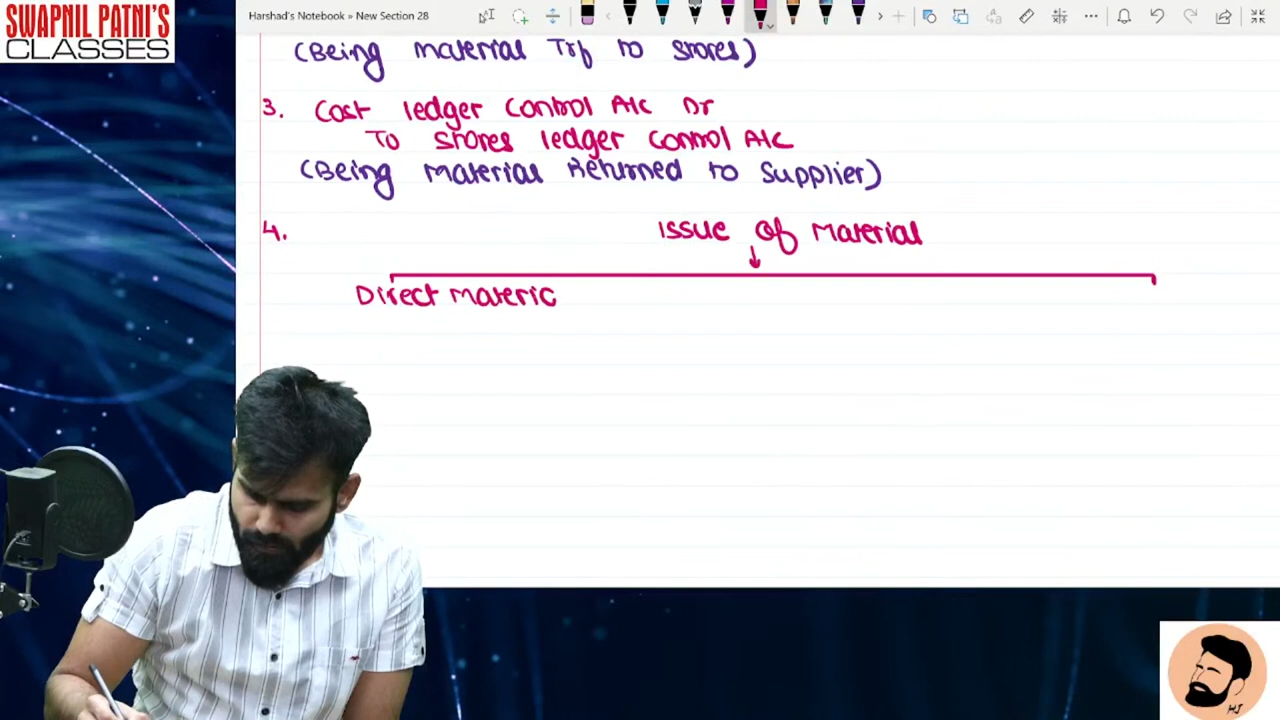 SWAPNIL PATNI'S
CLASSES
Harshad's Notebook » New Section 28
(Being material Trf to stores)
3. Cost ledger Control A/c Dr
To stores ledger Control A/c
(Being Material Returned to Supplier)
4. Issue of Material
Direct Materic
HJ